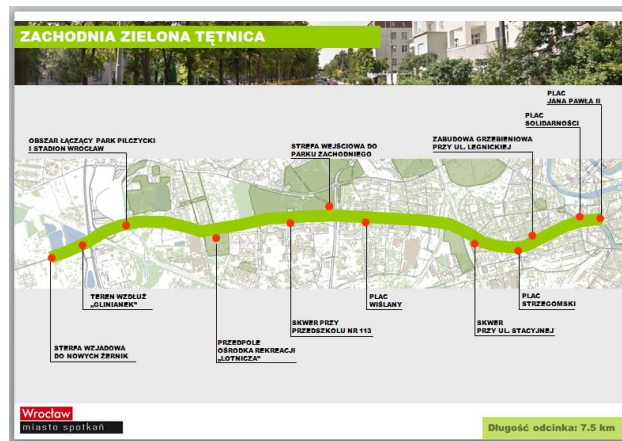 ZACHODNIA ZIELONA TĘTNICA
PLAC
JANA PAWŁA II
PLAC
SOLIDARNOŚCI
OBSZAR ŁĄCZĄCY PARK PILCZYCKI
I STADION WROCŁAW
STREFA WEJŚCIOWA DO
PARKU ZACHODNIEGO
ZABUDOWA GRZEBIENIOWA
PRZY UL. LEGNICKIEJ
TEREN WZDŁUŻ
„GLINIANEK”
PLAC
WIŚLANY
PLAC
STRZEGOMSKI
SKWER PRZY
PRZEDSZKOLU NR 113
SKWER
PRZY UL. STACYJNEJ
STERFA WZJADOWA
DO NOWYCH ŻERNIK
PRZEDPOLE
OŚRODKA REKREACJI
„LOTNICZA”
Wrocław
miasto spotkań
Długość odcinka: 7.5 km